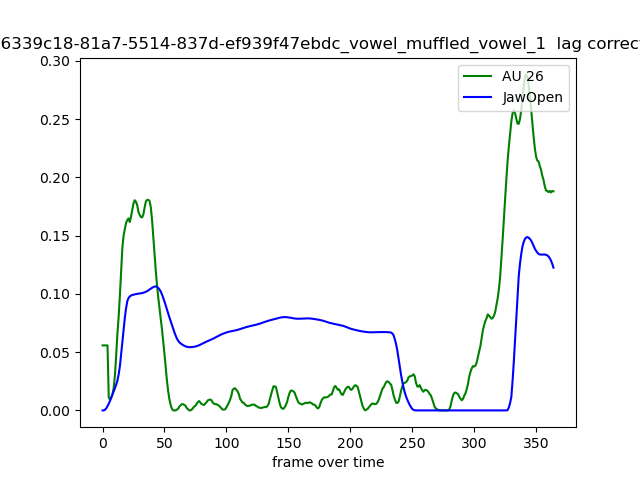 6339c18-81a7-5514-837d-ef939f47ebdc_vowel_muffled_vowel_1 lag correc
AU 26
JawOpen
0.30
0.25
0.20
0.15
0.10
0.05
0.00
0 50 100 150 200 250 300 350
frame over time